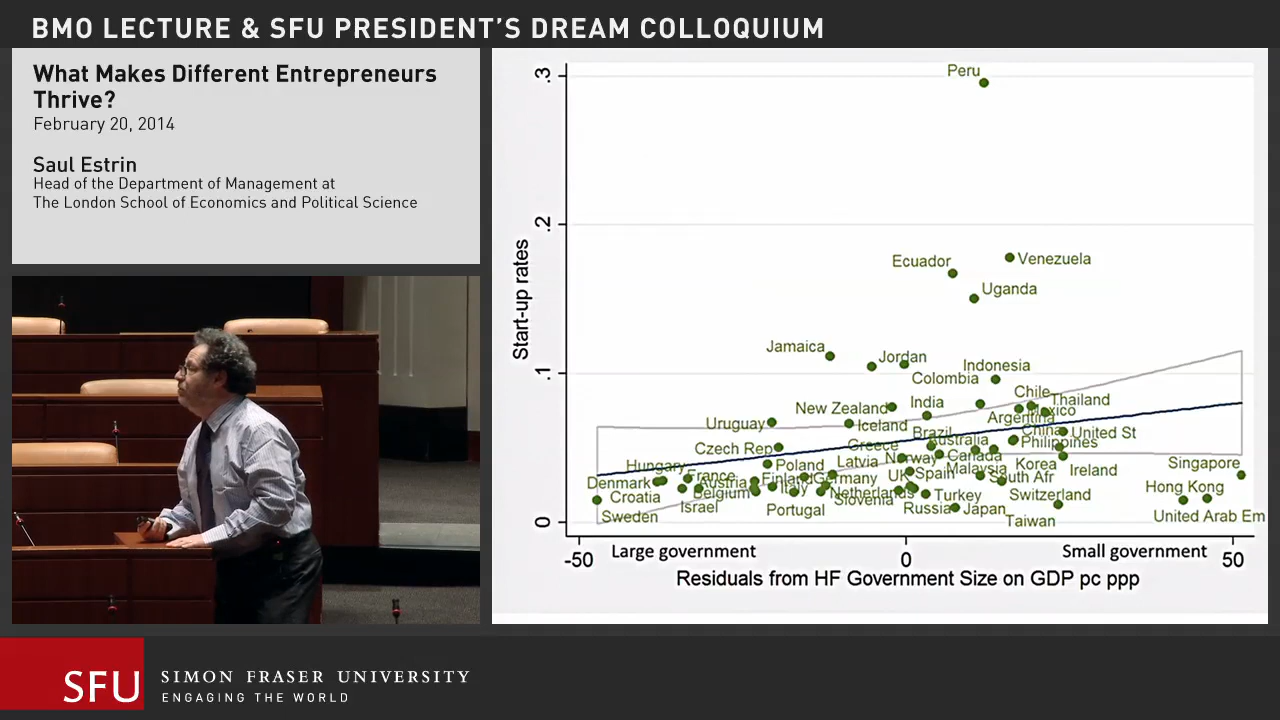 BMO LECTURE & SFU PRESIDENT'S DREAM COLLOQUIUM
What Makes Different Entrepreneurs
Thrive?
February 20, 2014
Saul Estrin
Head of the Department of Management at
The London School of Economics and Political Science
.3
.2
.1
0
Start-up rates
Peru
Ecuador
Venezuela
Uganda
Jamaica
Jordan
Colombia
Indonesia
Chile
Thailand
Mexico
New Zealand
India
Argentina
Uruguay
Iceland
Brazil
China
United St
Czech Rep
Greece
Australia
Philippines
Hungary
Poland
Latvia
Norway
Canada
Korea
Ireland
Singapore
Denmark
France
Austria
Finland
Germany
UK
Spain
Malaysia
South Afr
Hong Kong
Croatia
Belgium
Italy
Netherlands
Slovenia
Turkey
Switzerland
Sweden
Israel
Portugal
Russia
Japan
Taiwan
United Arab Em
-50
Large government
0
Small government
50
Residuals from HF Government Size on GDP pc ppp
SFU
SIMON FRASER UNIVERSITY
ENGAGING THE WORLD